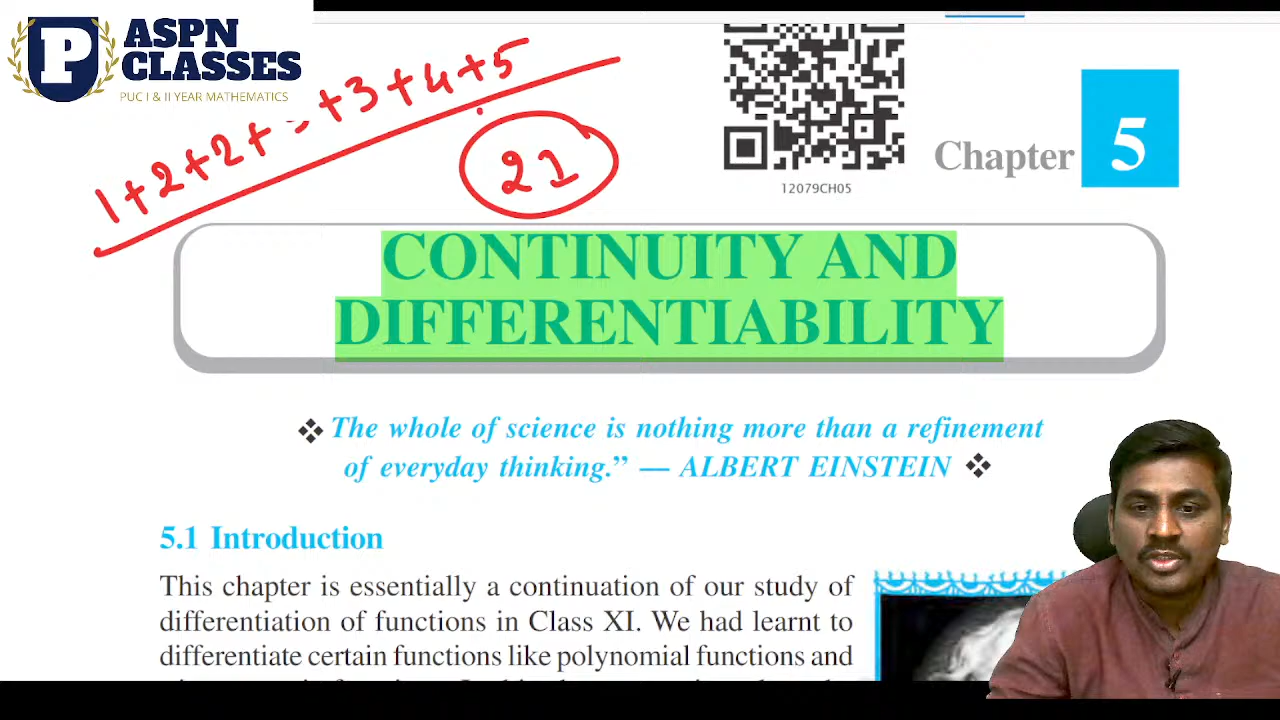 ASPN
CLASSES
PUC I & II YEAR MATHEMATICS
1+2+2+ +3+4+5
21
12079CH05
Chapter 5
CONTINUITY AND
DIFFERENTIABILITY
❖ The whole of science is nothing more than a refinement
of everyday thinking.” — ALBERT EINSTEIN ❖
5.1 Introduction
This chapter is essentially a continuation of our study of
differentiation of functions in Class XI. We had learnt to
differentiate certain functions like polynomial functions and